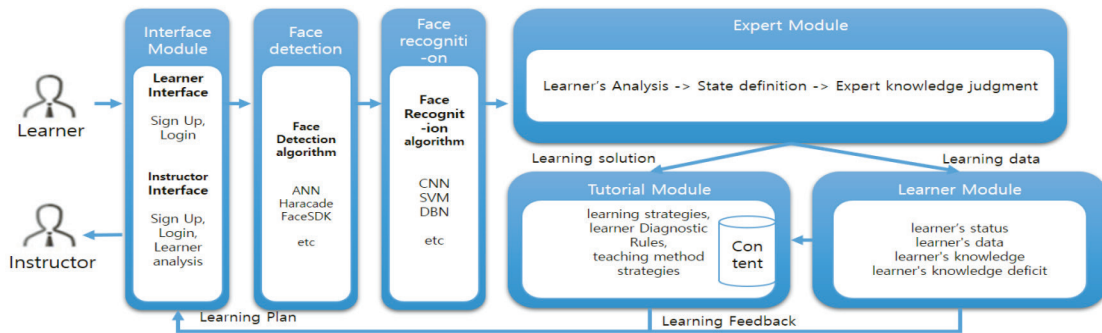 Learner
Instructor
Interface
Module
Learner
Interface
Sign Up,
Login
Instructor
Interface
Sign Up,
Login,
Learner
analysis
Face
detection
Face
Detection
algorithm
ANN
Haracade
FaceSDK
etc
Face
recogniti
-on
Face
Recognit
-ion
algorithm
CNN
SVM
DBN
etc
Expert Module
Learner's Analysis -> State definition -> Expert knowledge judgment
Learning solution
Learning data
Tutorial Module
learning strategies,
learner Diagnostic
Rules,
teaching method
strategies
Con
tent
Learner Module
learner's status
learner's data
learner's knowledge
learner's knowledge deficit
Learning Plan
Learning Feedback